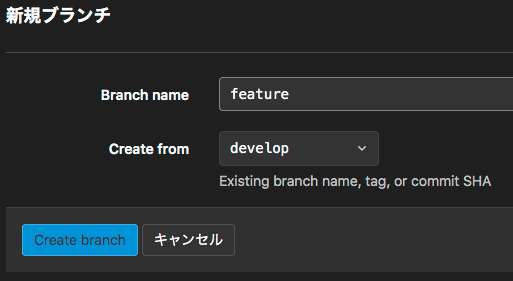 新規ブランチ
Branch name
feature
Create from
develop
Existing branch name, tag, or commit SHA
Create branch
キャンセル